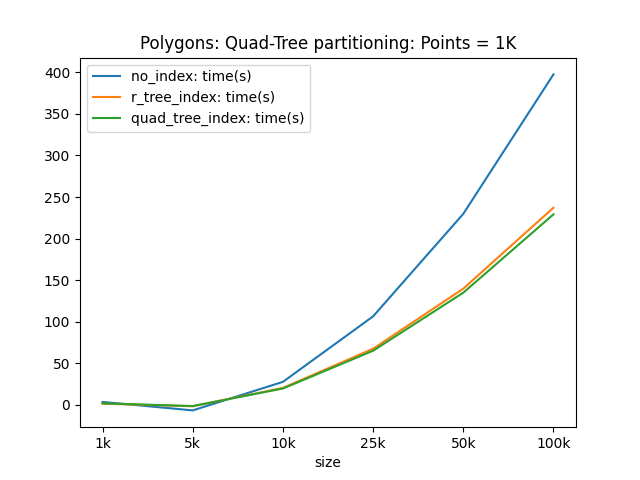 Polygons: Quad-Tree partitioning: Points = 1K
no_index: time(s)
r_tree_index: time(s)
quad_tree_index: time(s)
400
350
300
250
200
150
100
50
0
1k 5k 10k 25k 50k 100k
size